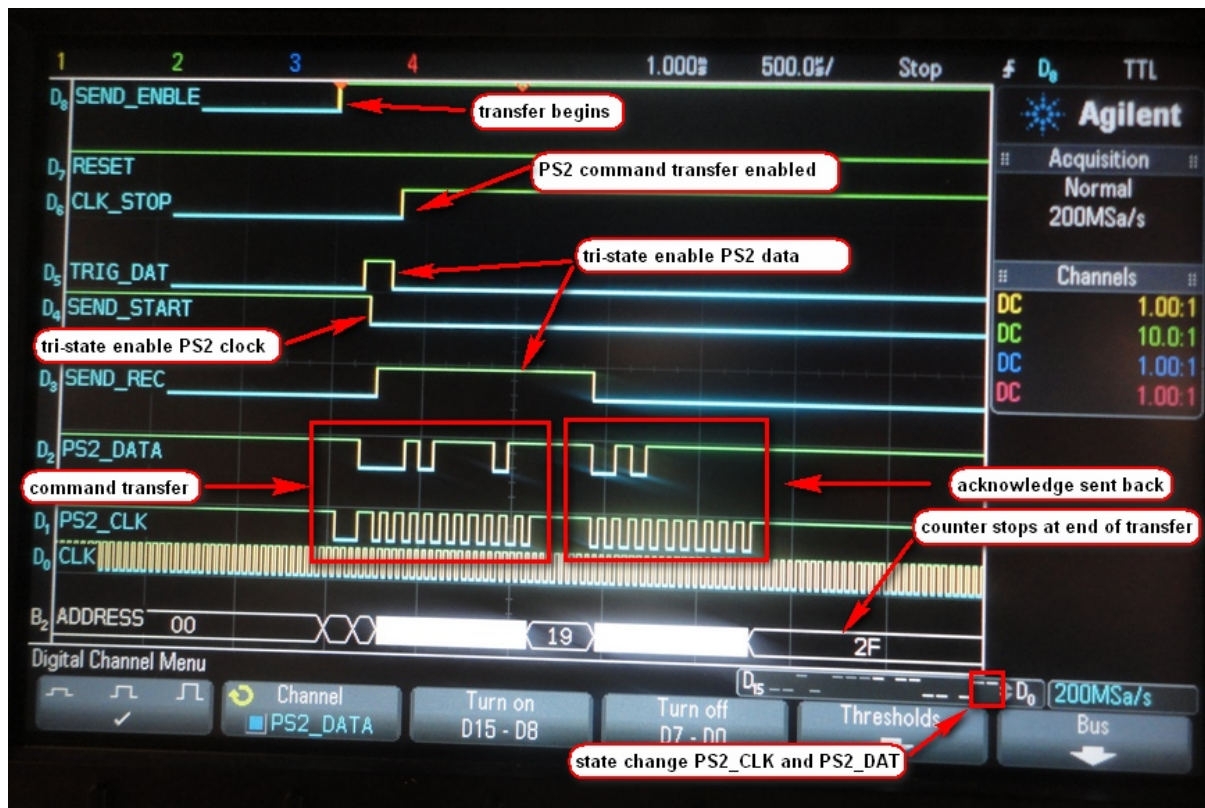 1 2 3 4 1.000ms 500.0s/ Stop D8 TTL
D8 SEND_ENBLE
transfer begins
Agilent
Acquisition
Normal
200MSa/s
D7 RESET
PS2 command transfer enabled
D6 CLK_STOP
tri-state enable PS2 data
D5 TRIG_DAT
Channels
D4 SEND_START
DC 1.00:1
DC 10.0:1
DC 1.00:1
DC 1.00:1
tri-state enable PS2 clock
D3 SEND_REC
D2 PS2_DATA
command transfer
acknowledge sent back
D1 PS2_CLK
counter stops at end of transfer
D0 CLK
B2 ADDRESS 00 19 2F
Digital Channel Menu
D15 D0 200MSa/s
Channel
PS2_DATA
Turn on
D15 - D8
Turn off
D7 - D0
Thresholds
Bus
state change PS2_CLK and PS2_DAT